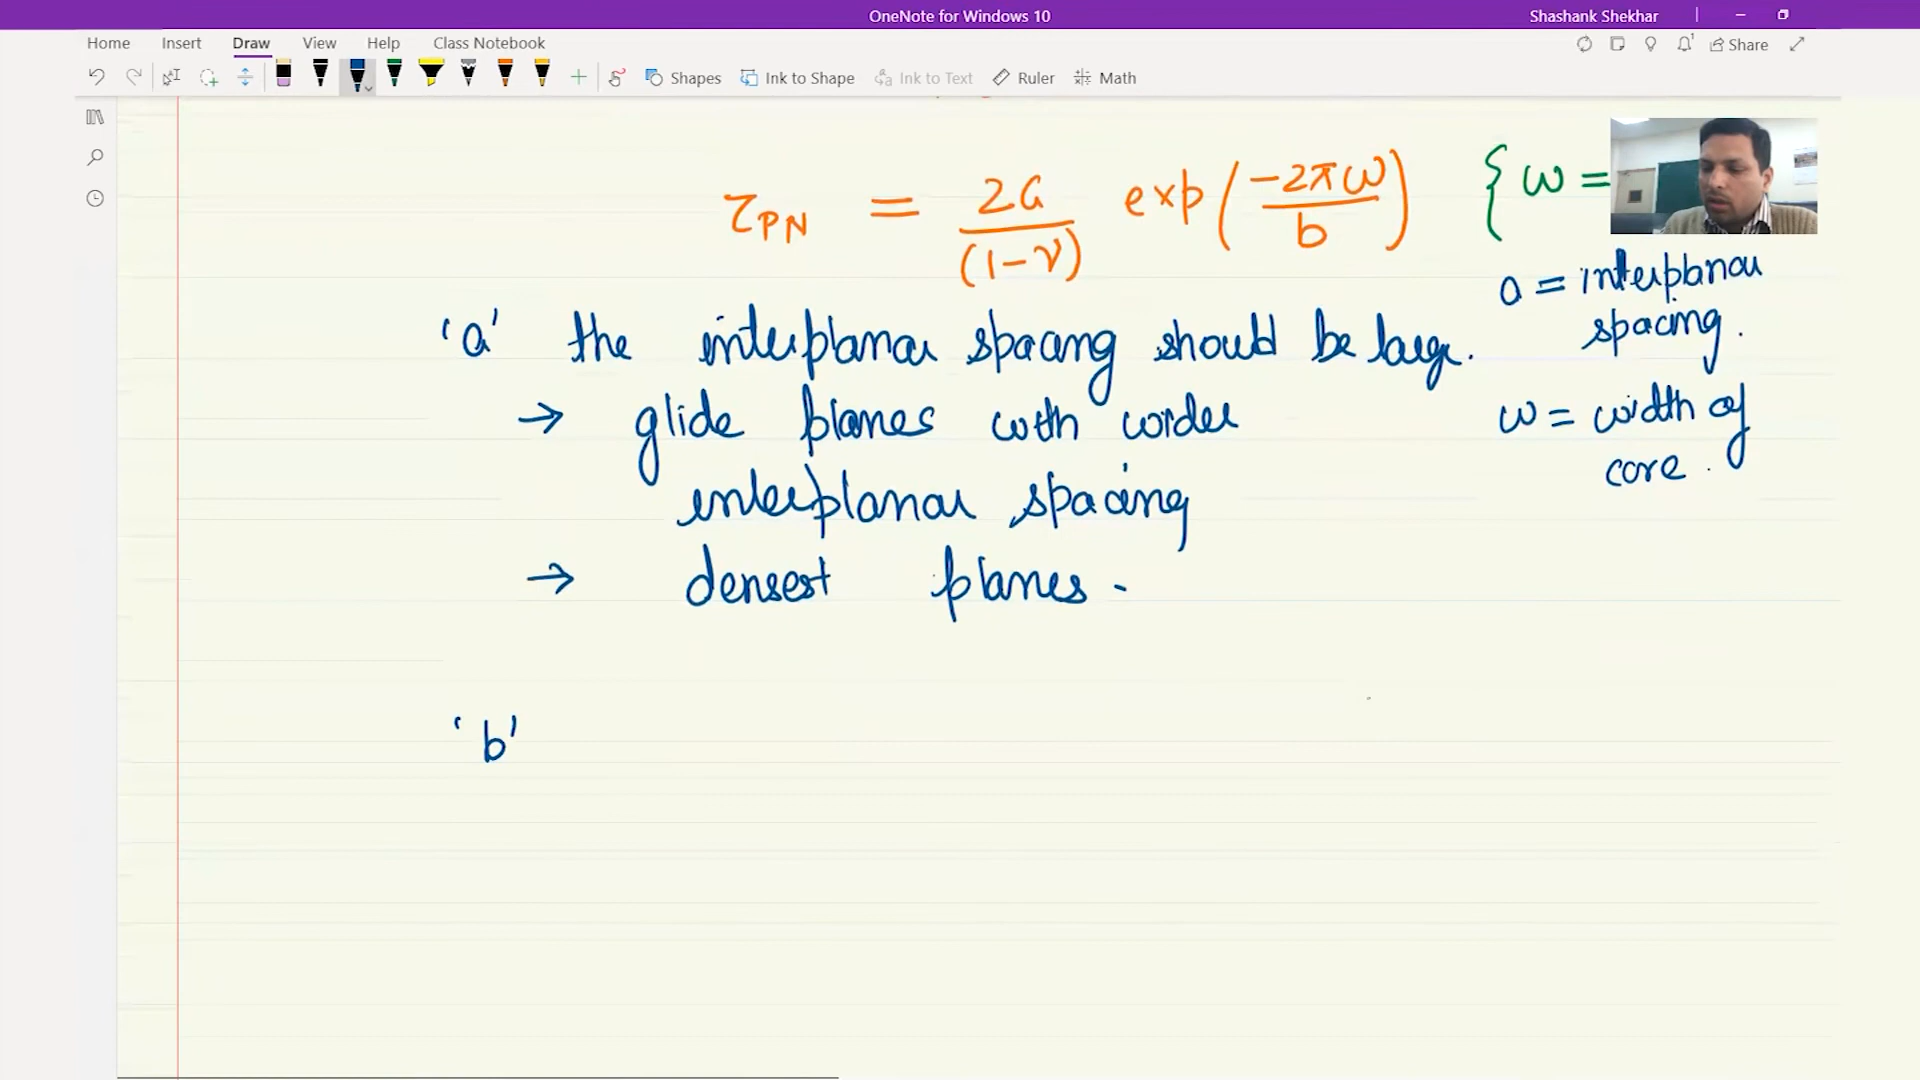 OneNote for Windows 10
Shashank Shekhar
Home Insert Draw View Help Class Notebook
Share
Shapes Ink to Shape Ink to Text Ruler Math
τPN = 2G/(1-ν) exp(-2πω/b) { ω =
a = interplanar
spacing.
'a' the interplanar spacing should be large.
→ glide planes with wider
interplanar spacing
ω = width of
core.
→ densest planes.
'b'